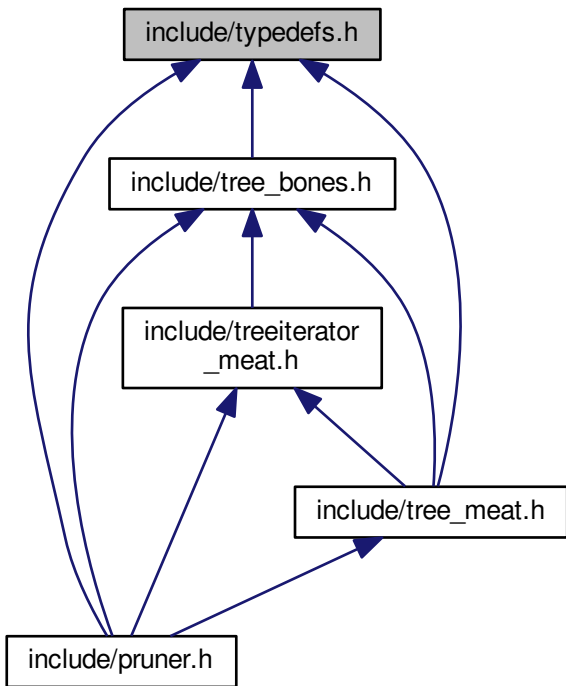 include/typedefs.h
include/tree_bones.h
include/treeiterator
_meat.h
include/tree_meat.h
include/pruner.h